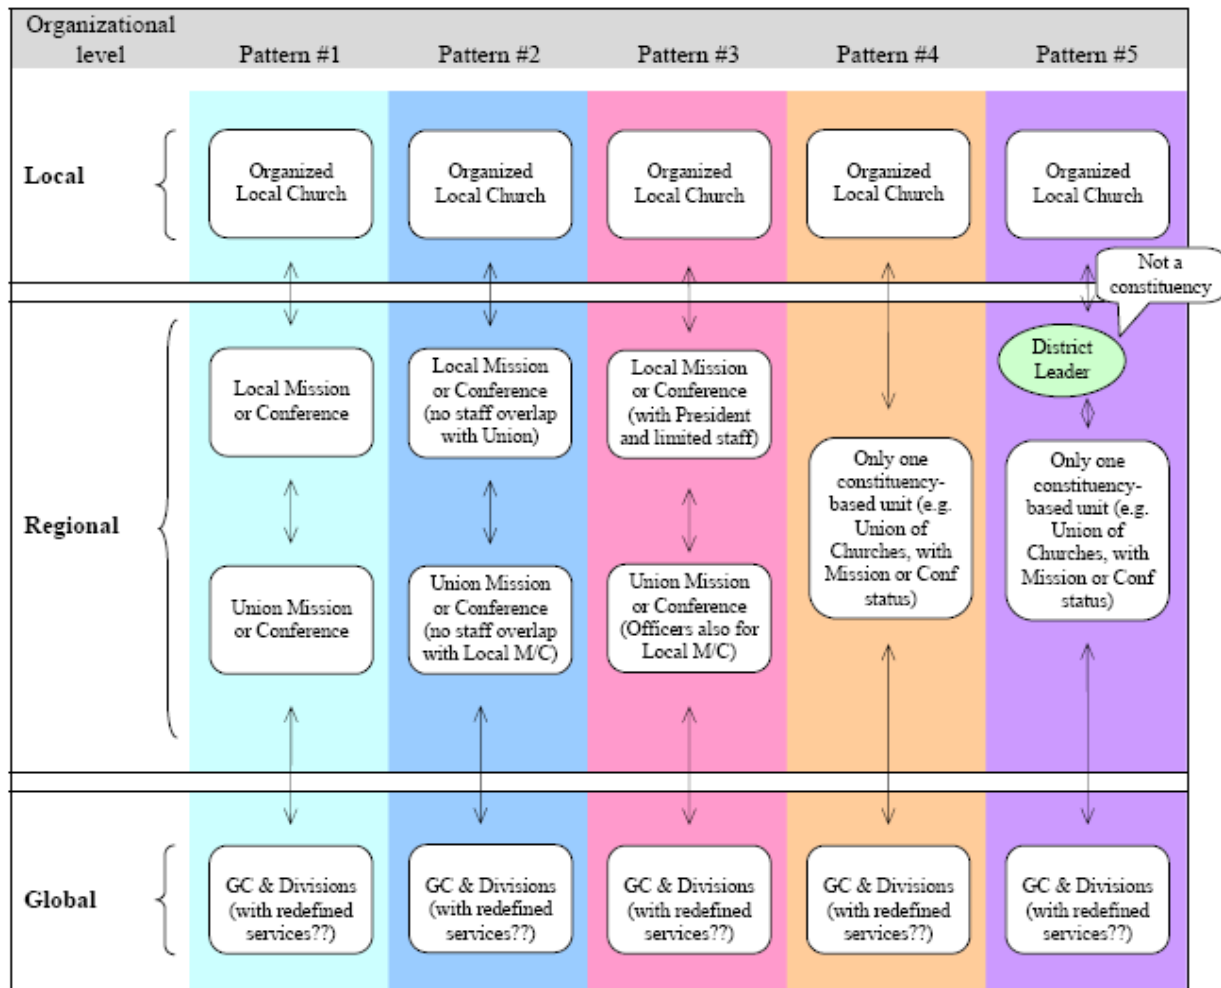 Organizational
level
Pattern #1
Pattern #2
Pattern #3
Pattern #4
Pattern #5
Local
Organized
Local Church
Organized
Local Church
Organized
Local Church
Organized
Local Church
Organized
Local Church
Not a
constituency
Regional
Local Mission
or Conference
Local Mission
or Conference
(no staff overlap
with Union)
Local Mission
or Conference
(with President
and limited staff)
District
Leader
Only one
constituency-
based unit (e.g.
Union of
Churches, with
Mission or Conf
status)
Only one
constituency-
based unit (e.g.
Union of
Churches, with
Mission or Conf
status)
Union Mission
or Conference
Union Mission
or Conference
(no staff overlap
with Local M/C)
Union Mission
or Conference
(Officers also for
Local M/C)
Global
GC & Divisions
(with redefined
services??)
GC & Divisions
(with redefined
services??)
GC & Divisions
(with redefined
services??)
GC & Divisions
(with redefined
services??)
GC & Divisions
(with redefined
services??)